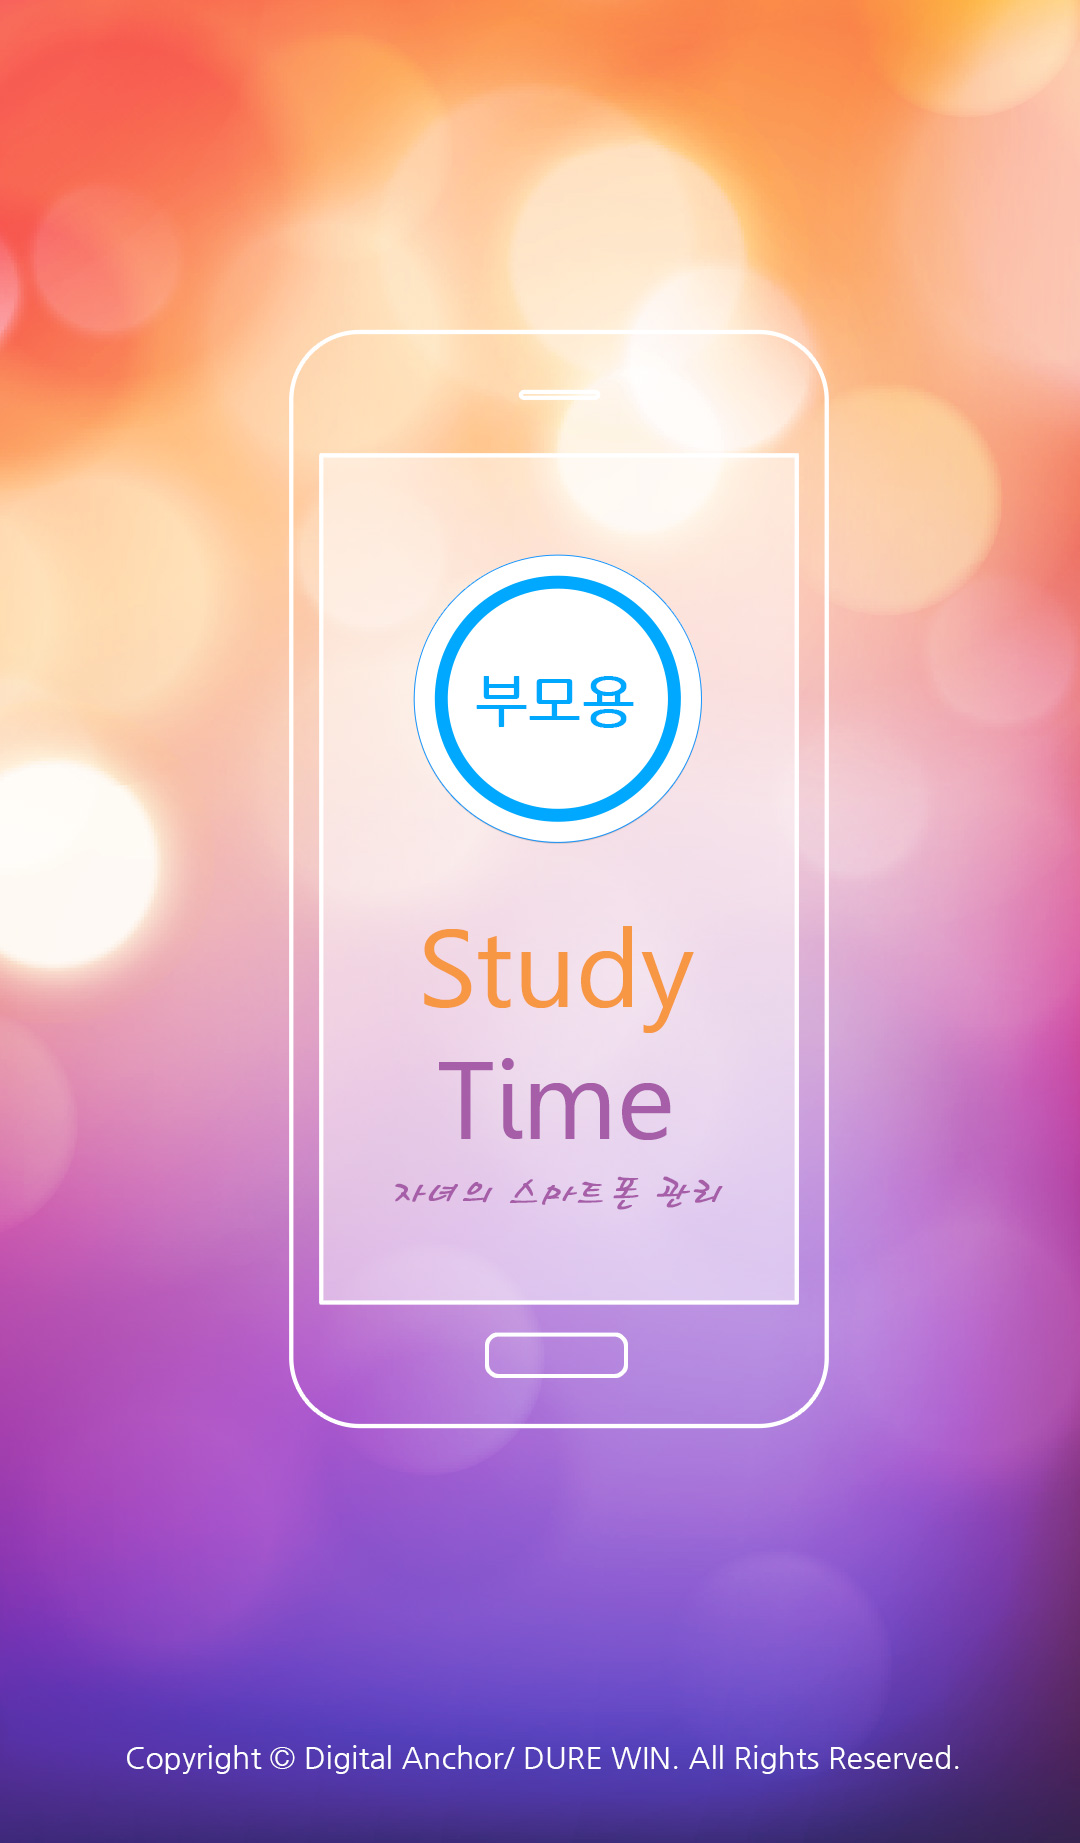 부모용
Study
Time
자녀의 스마트폰 관리
Copyright © Digital Anchor/ DURE WIN. All Rights Reserved.